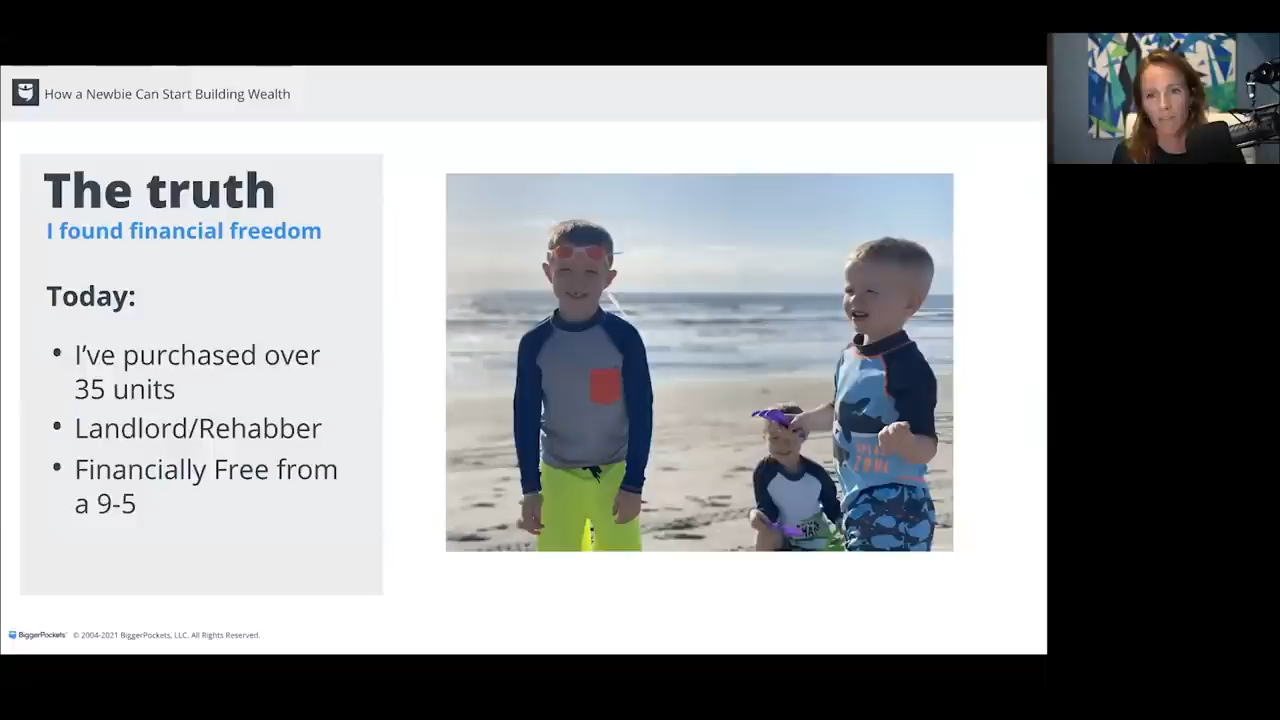 How a Newbie Can Start Building Wealth
The truth
I found financial freedom
Today:
• I've purchased over
35 units
• Landlord/Rehabber
• Financially Free from
a 9-5
ZONE
BiggerPockets® © 2004-2021 BiggerPockets, LLC. All Rights Reserved.